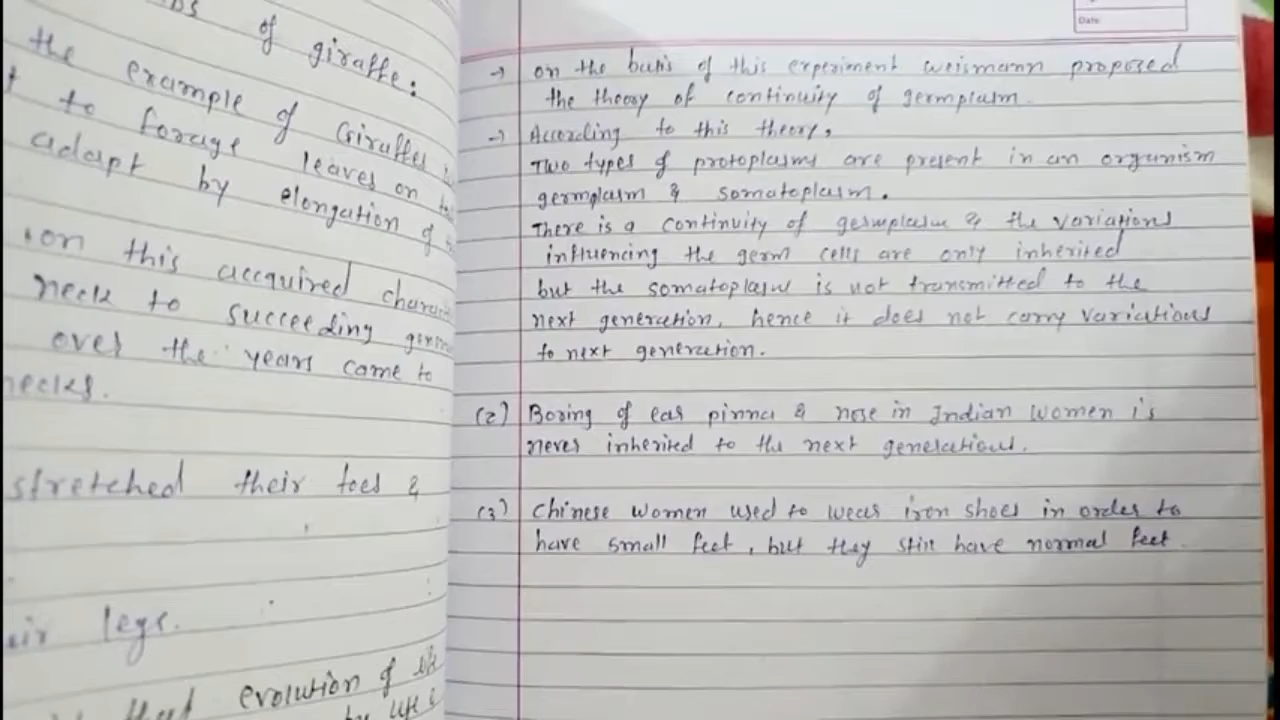 of giraffe:
the example of Giraffes
to forage leaves on
adapt by elongation of
on this accquired
neck to succeeding
over the years come to
necks.
stretched their toes &
legs.
that evolution of
Date
→ on the basis of this experiment weismann proposed
the theory of continuity of germplasm.
→ According to this theory,
Two types of protoplasms are present in an organism
germplasm & somatoplasm.
There is a continuity of germplasm & the variations
influencing the germ cells are only inherited
but the somatoplasm is not transmitted to the
next generation, hence it does not carry variations
to next generation.
(2) Boring of ear pinna & nose in Indian women is
never inherited to the next generations.
(3) Chinese women used to wear iron shoes in order to
have small feet, but they still have normal feet.